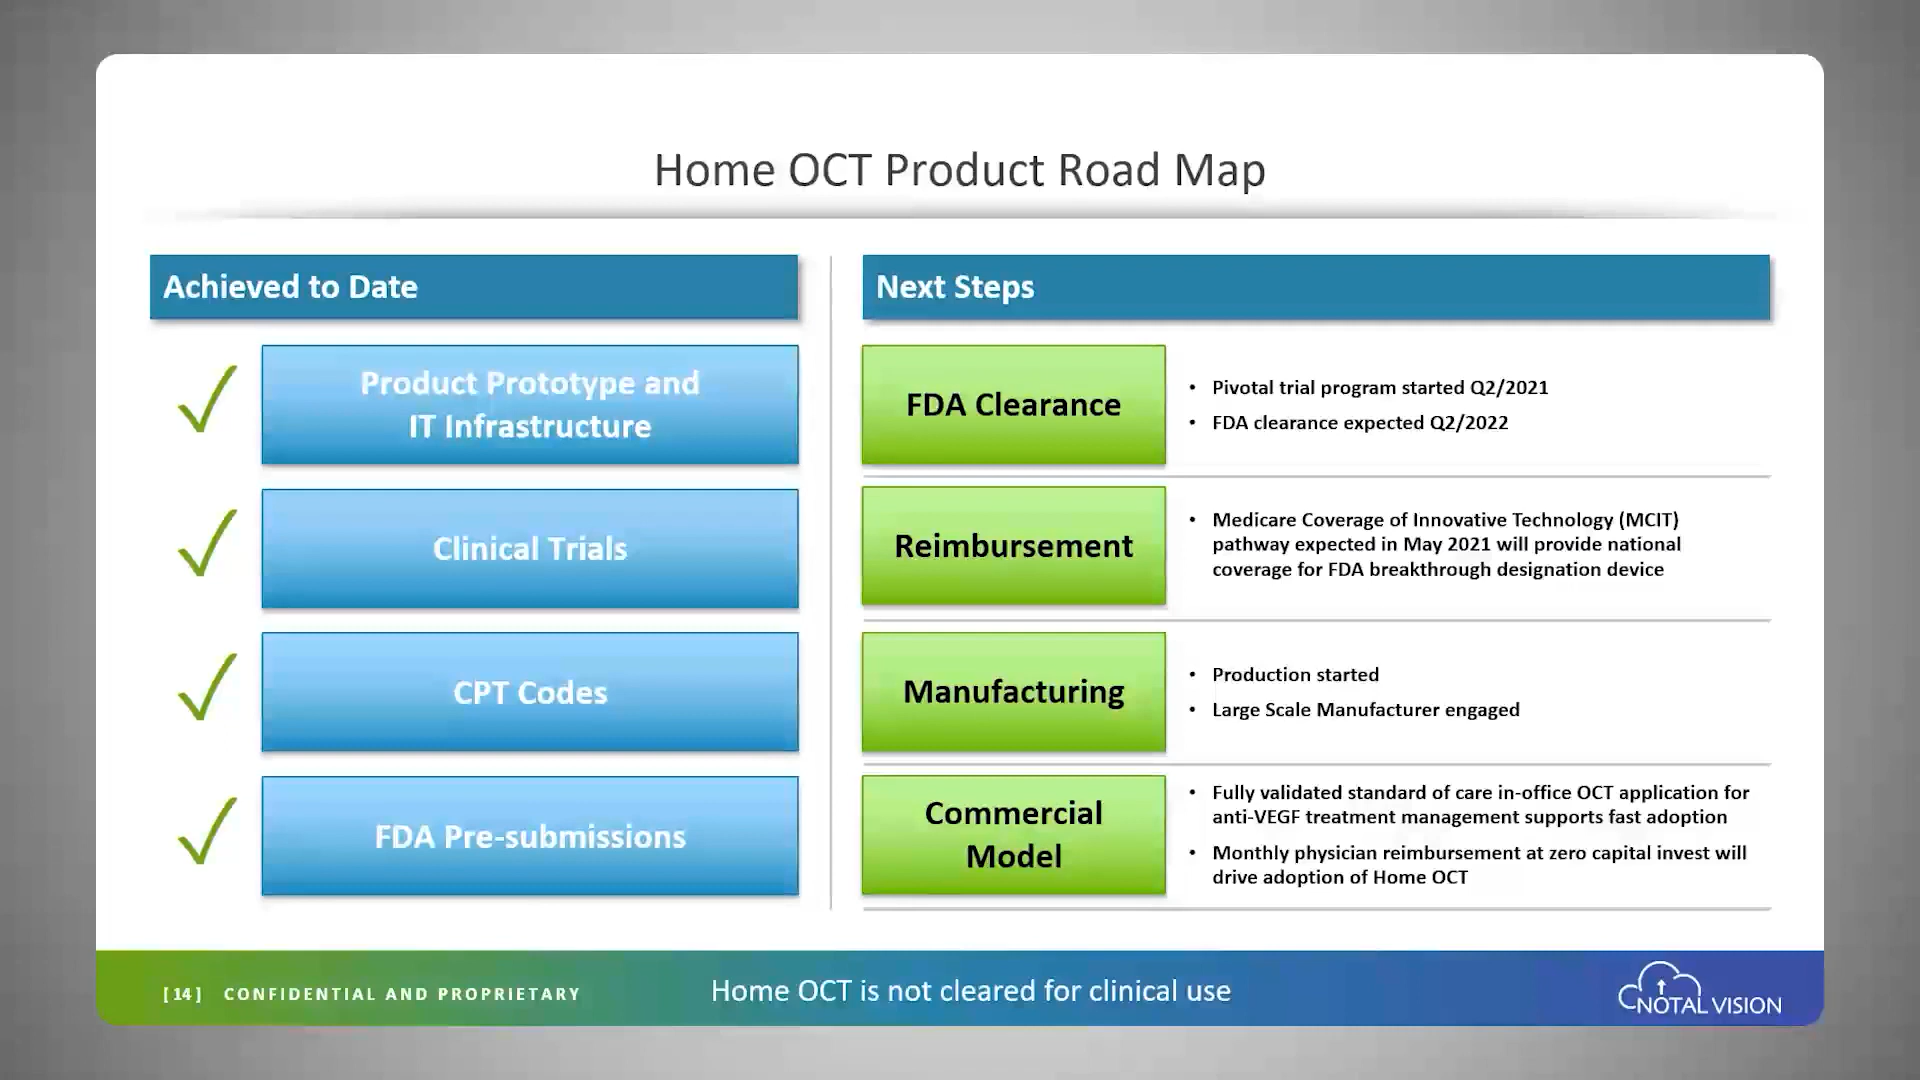 Home OCT Product Road Map
Achieved to Date
Product Prototype and
IT Infrastructure
Clinical Trials
CPT Codes
FDA Pre-submissions
Next Steps
FDA Clearance
• Pivotal trial program started Q2/2021
• FDA clearance expected Q2/2022
Reimbursement
• Medicare Coverage of Innovative Technology (MCIT)
pathway expected in May 2021 will provide national
coverage for FDA breakthrough designation device
Manufacturing
• Production started
• Large Scale Manufacturer engaged
Commercial
Model
• Fully validated standard of care in-office OCT application for
anti-VEGF treatment management supports fast adoption
• Monthly physician reimbursement at zero capital invest will
drive adoption of Home OCT
[14] CONFIDENTIAL AND PROPRIETARY
Home OCT is not cleared for clinical use
NOTAL VISION